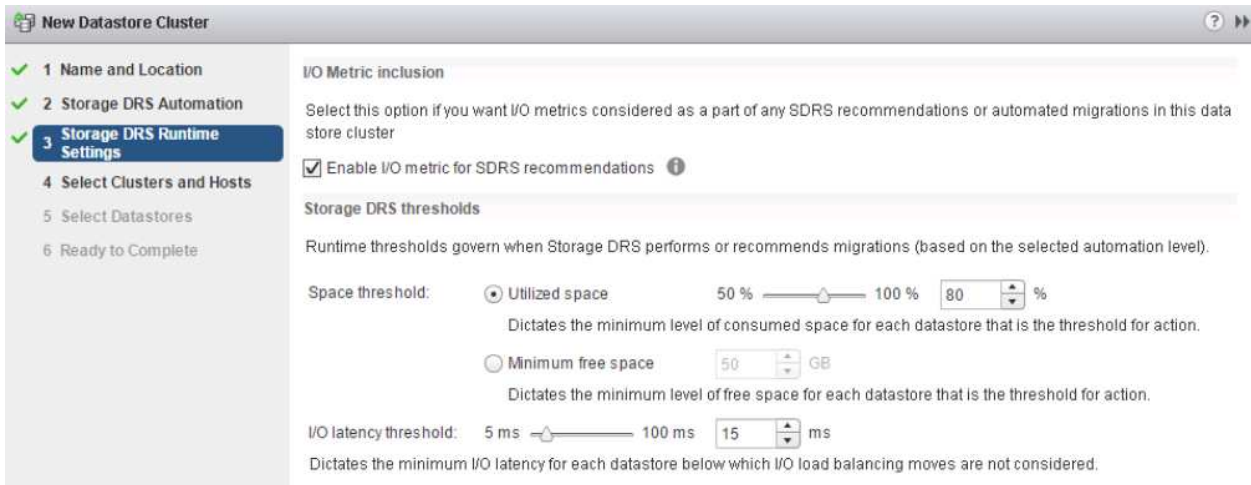 New Datastore Cluster
?
1 Name and Location
2 Storage DRS Automation
3 Storage DRS Runtime
Settings
4 Select Clusters and Hosts
5 Select Datastores
6 Ready to Complete
I/O Metric inclusion
Select this option if you want I/O metrics considered as a part of any SDRS recommendations or automated migrations in this data
store cluster
Enable I/O metric for SDRS recommendations i
Storage DRS thresholds
Runtime thresholds govern when Storage DRS performs or recommends migrations (based on the selected automation level).
Space threshold: Utilized space 50 % 100 % 80 %
Dictates the minimum level of consumed space for each datastore that is the threshold for action.
Minimum free space 50 GB
Dictates the minimum level of free space for each datastore that is the threshold for action.
I/O latency threshold: 5 ms 100 ms 15 ms
Dictates the minimum I/O latency for each datastore below which I/O load balancing moves are not considered.